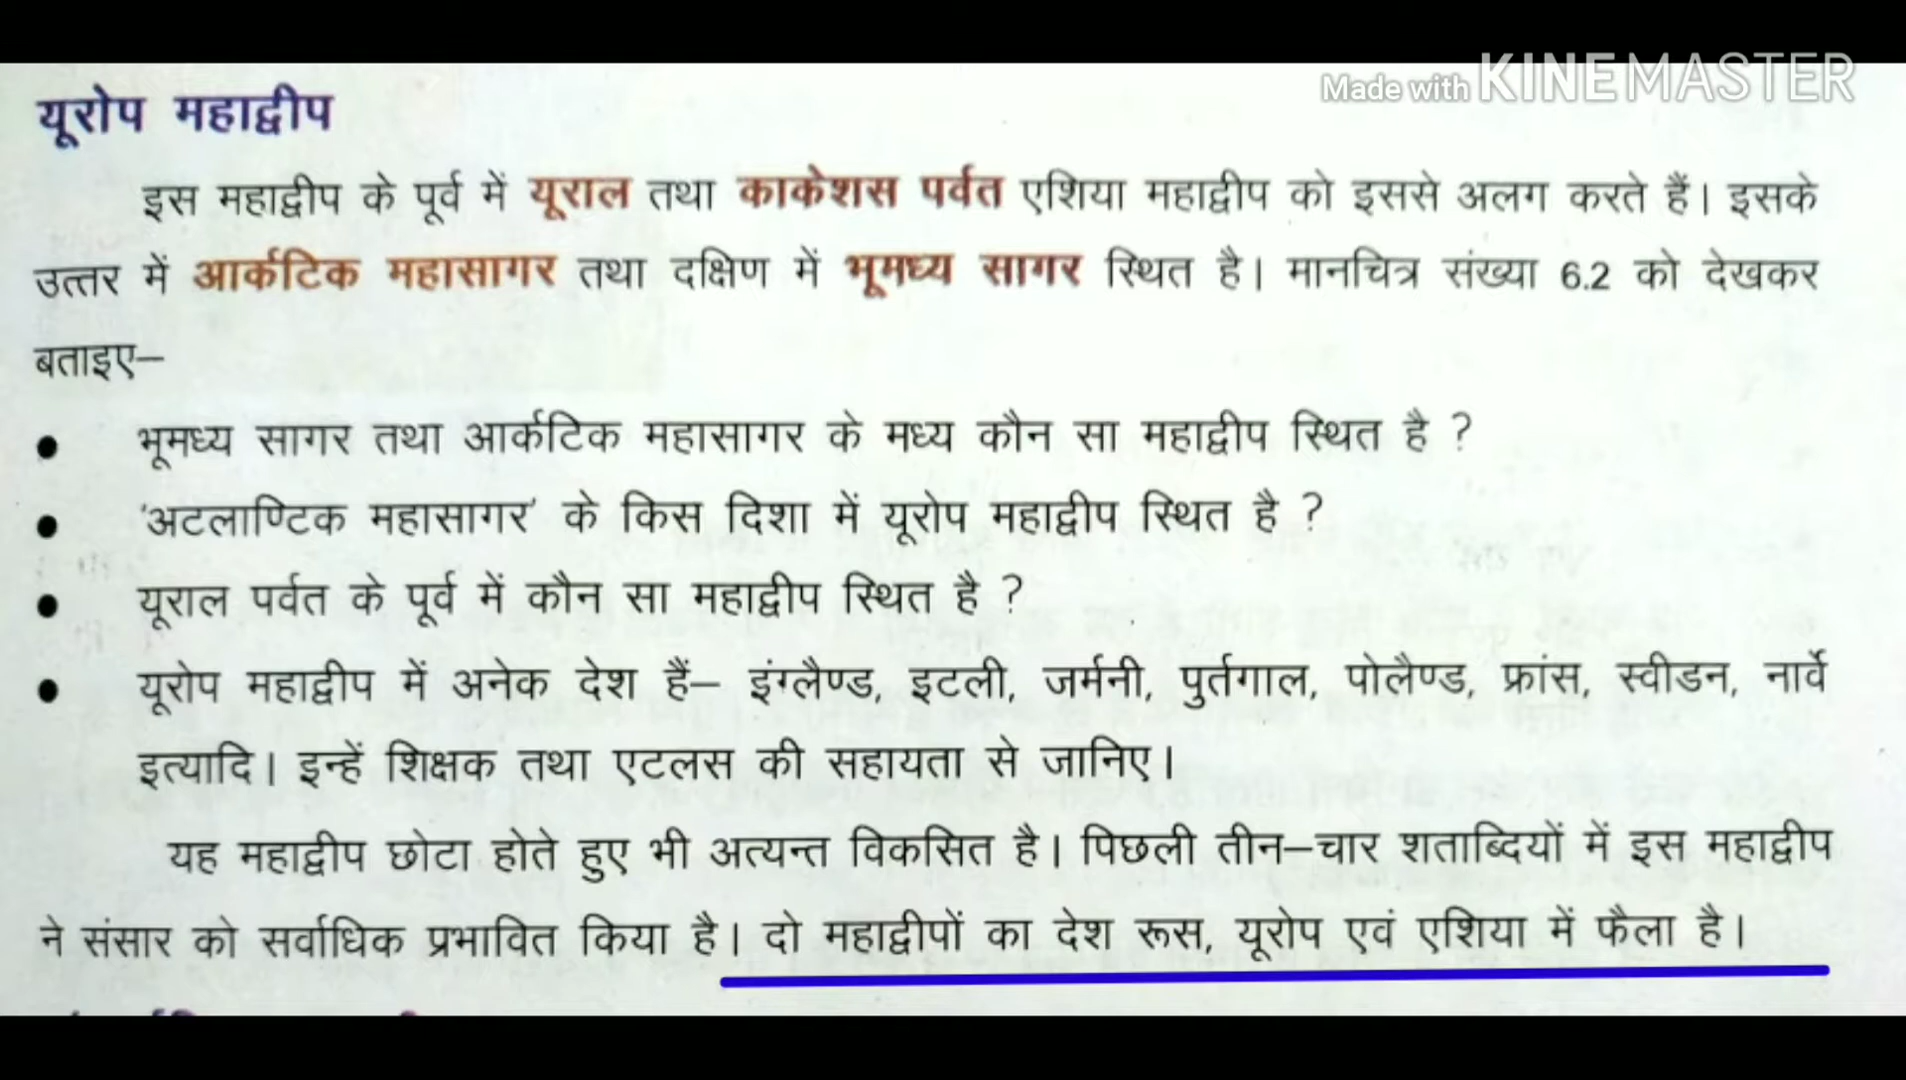 Made with KINEMASTER
यूरोप महाद्वीप
इस महाद्वीप के पूर्व में यूराल तथा काकेशस पर्वत एशिया महाद्वीप को इससे अलग करते हैं। इसके
उत्तर में आर्कटिक महासागर तथा दक्षिण में भूमध्य सागर स्थित है। मानचित्र संख्या 6.2 को देखकर
बताइए–
● भूमध्य सागर तथा आर्कटिक महासागर के मध्य कौन सा महाद्वीप स्थित है ?
● 'अटलाण्टिक महासागर' के किस दिशा में यूरोप महाद्वीप स्थित है ?
● यूराल पर्वत के पूर्व में कौन सा महाद्वीप स्थित है ?
● यूरोप महाद्वीप में अनेक देश हैं– इंग्लैण्ड, इटली, जर्मनी, पुर्तगाल, पोलैण्ड, फ्रांस, स्वीडन, नार्वे
इत्यादि। इन्हें शिक्षक तथा एटलस की सहायता से जानिए।
यह महाद्वीप छोटा होते हुए भी अत्यन्त विकसित है। पिछली तीन–चार शताब्दियों में इस महाद्वीप
ने संसार को सर्वाधिक प्रभावित किया है। दो महाद्वीपों का देश रूस, यूरोप एवं एशिया में फैला है।